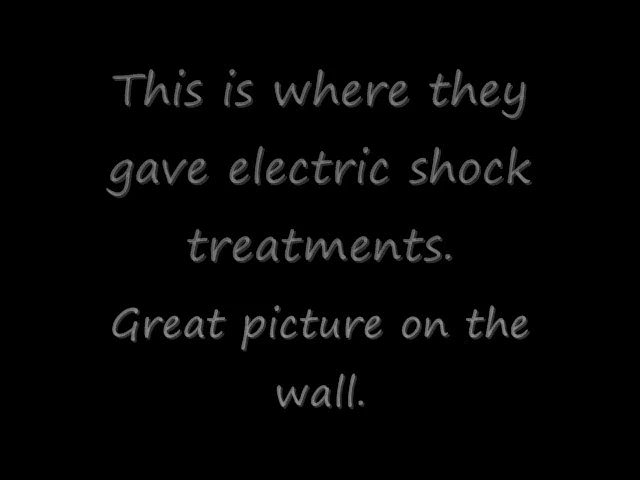 This is where they
gave electric shock
treatments.
Great picture on the
wall.